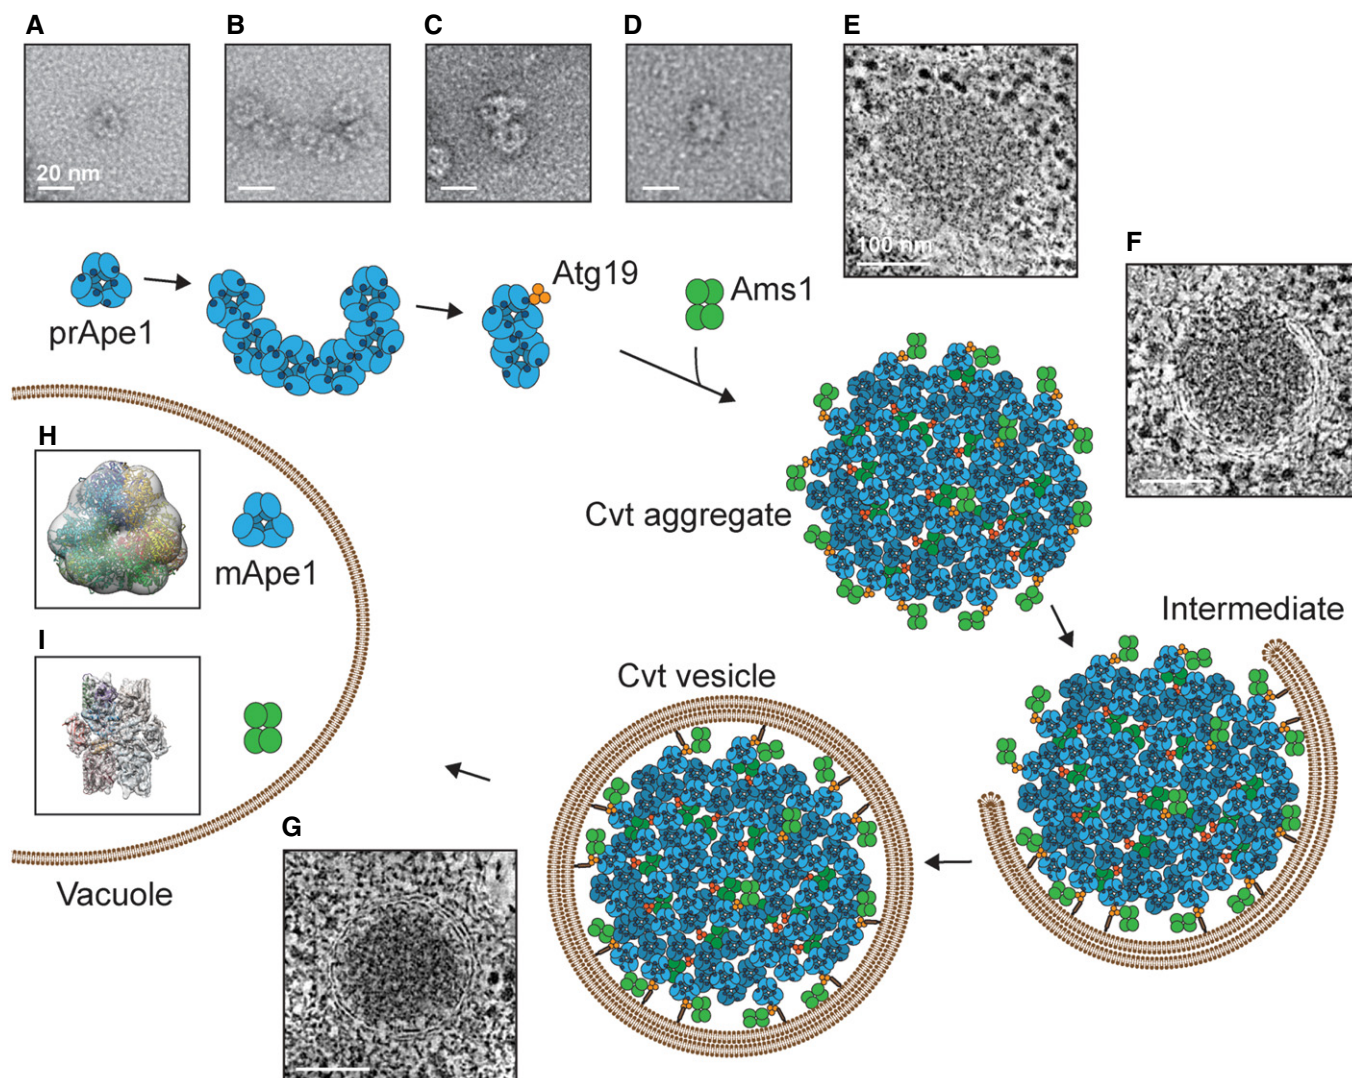 A
B
C
D
E
20 nm
100 nm
F
prApe1
Atg19
Ams1
H
mApe1
Cvt aggregate
I
Intermediate
Cvt vesicle
G
Vacuole